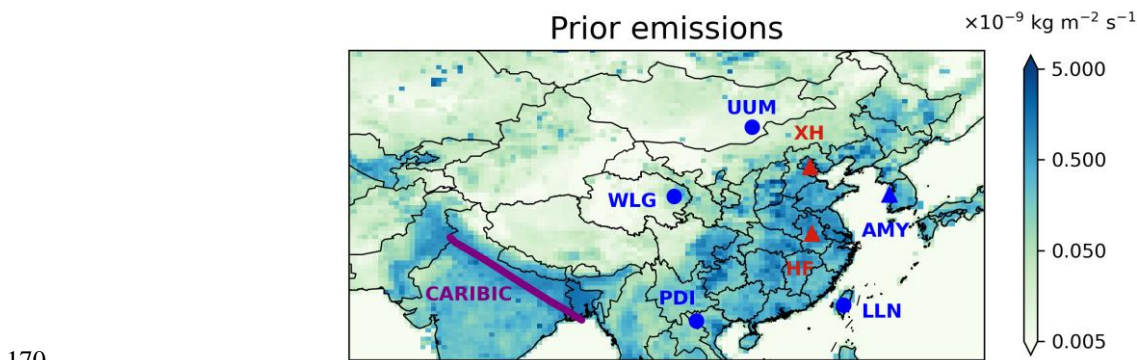 ×10⁻⁹ kg m⁻² s⁻¹
Prior emissions
5.000
UUM
XH
0.500
WLG
AMY
0.050
HF
CARIBIC
PDI
LLN
0.005
170